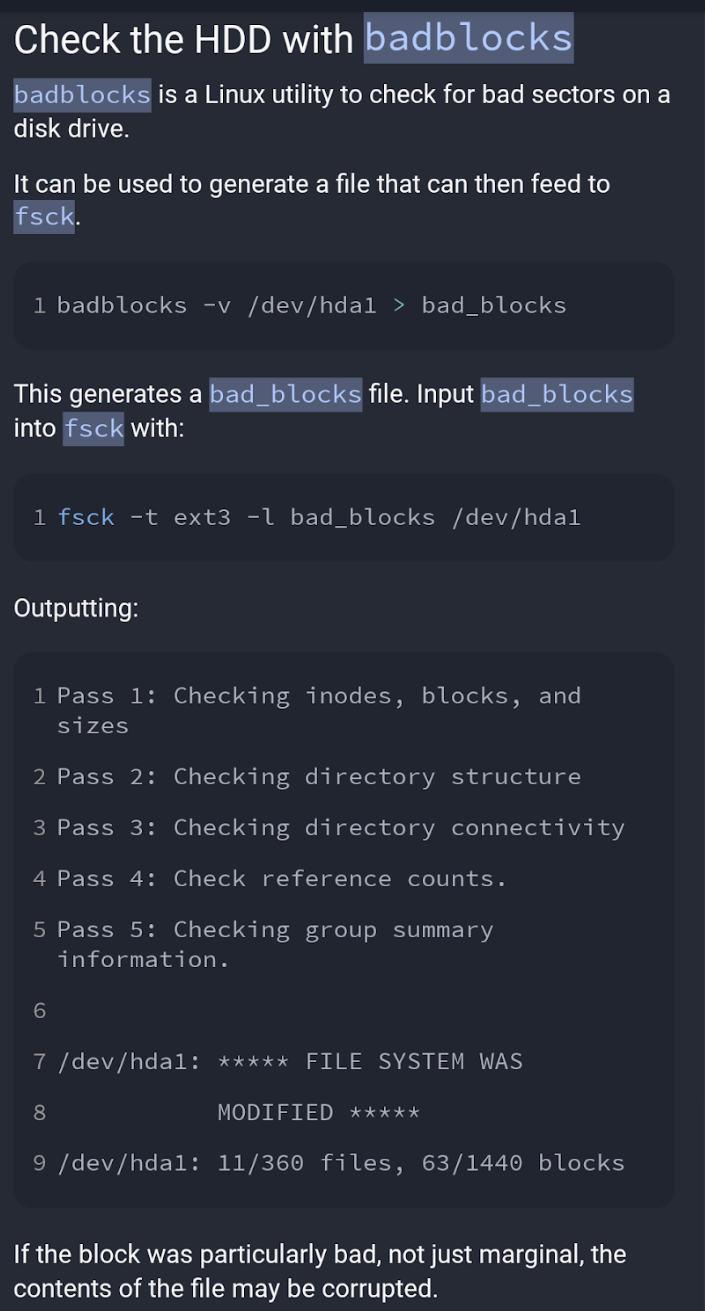 Check the HDD with badblocks
badblocks is a Linux utility to check for bad sectors on a
disk drive.
It can be used to generate a file that can then feed to
fsck.
1 badblocks -v /dev/hda1 > bad_blocks
This generates a bad_blocks file. Input bad_blocks
into fsck with:
1 fsck -t ext3 -l bad_blocks /dev/hda1
Outputting:
1 Pass 1: Checking inodes, blocks, and
sizes
2 Pass 2: Checking directory structure
3 Pass 3: Checking directory connectivity
4 Pass 4: Check reference counts.
5 Pass 5: Checking group summary
information.
6
7 /dev/hda1: ***** FILE SYSTEM WAS
8 MODIFIED *****
9 /dev/hda1: 11/360 files, 63/1440 blocks
If the block was particularly bad, not just marginal, the
contents of the file may be corrupted.